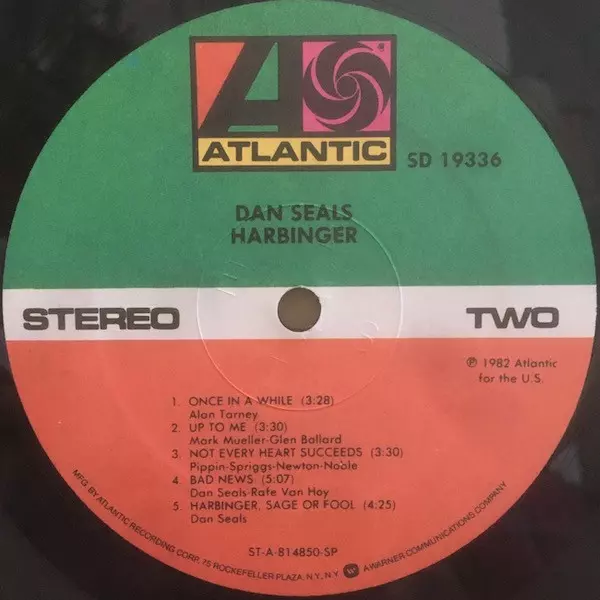 ATLANTIC
SD 19336
DAN SEALS
HARBINGER
STEREO
TWO
℗ 1982 Atlantic
for the U.S.
1. ONCE IN A WHILE (3:28)
Alan Tarney
2. UP TO ME (3:30)
Mark Mueller-Glen Ballard
3. NOT EVERY HEART SUCCEEDS (3:30)
Pippin-Spriggs-Newton-Noble
4. BAD NEWS (5:07)
Dan Seals-Rafe Van Hoy
5. HARBINGER, SAGE OR FOOL (4:25)
Dan Seals
ST-A-814850-SP
MFG. BY ATLANTIC RECORDING CORP. 75 ROCKEFELLER PLAZA, N.Y., N.Y. A WARNER COMMUNICATIONS COMPANY